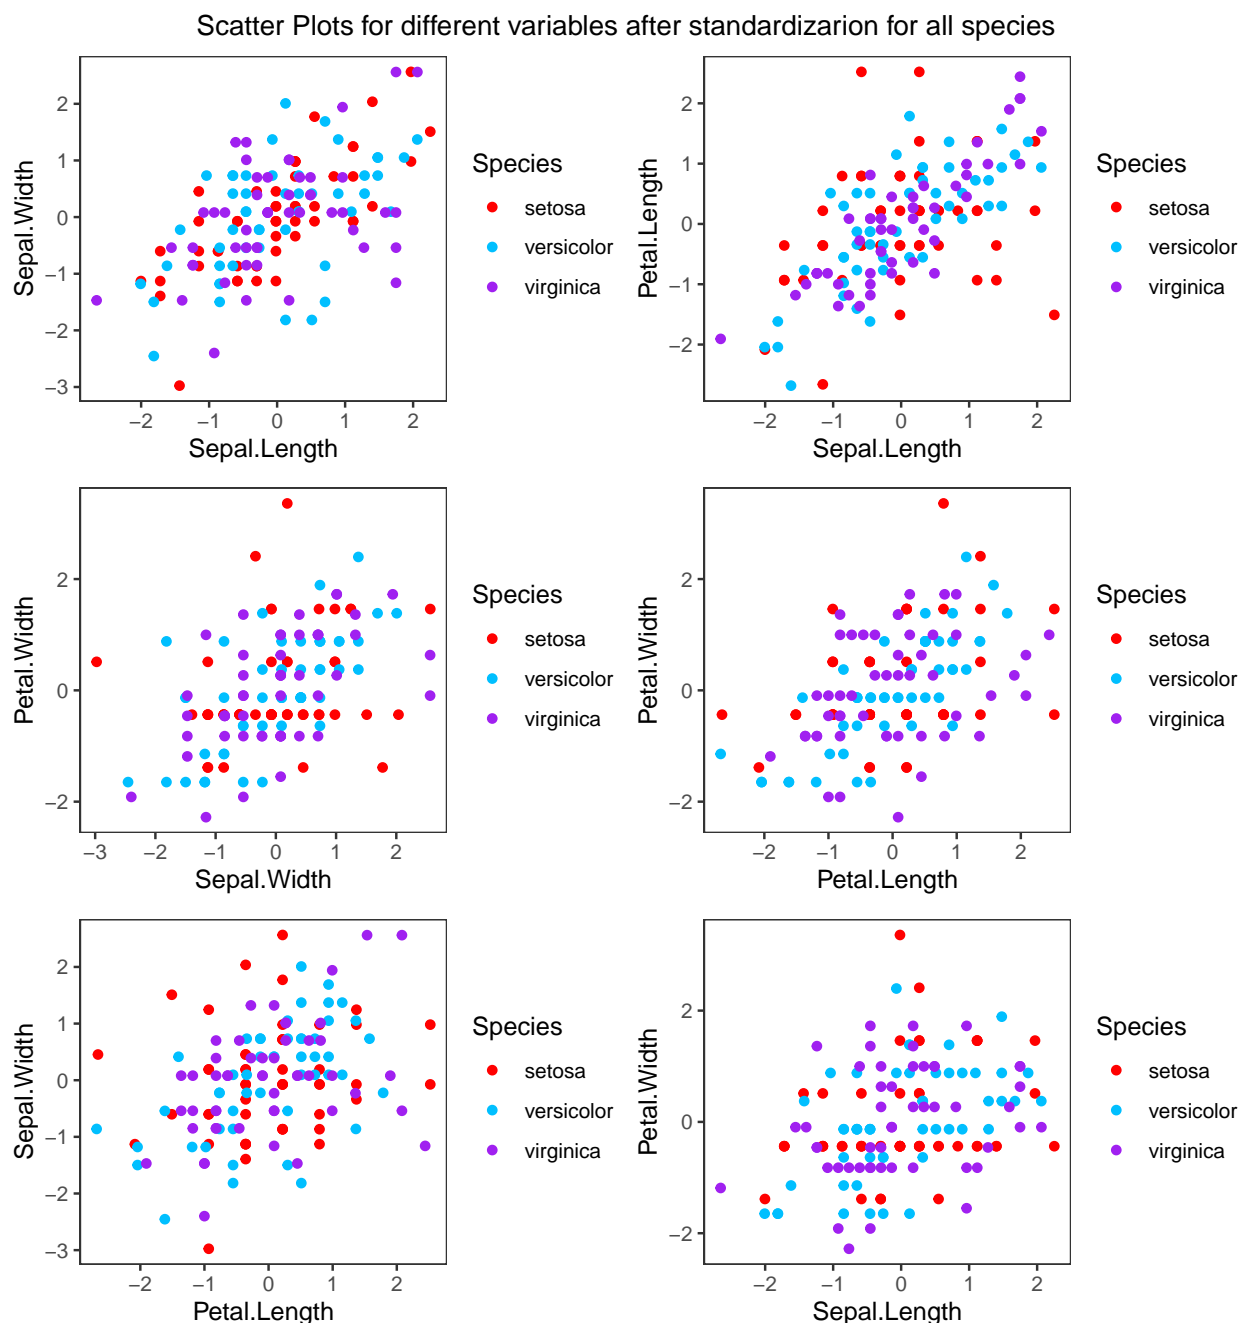 Scatter Plots for different variables after standardizarion for all species
Sepal.Width
2
1
0
−1
−2
−3
−2 −1 0 1 2
Sepal.Length
Species
setosa
versicolor
virginica
Petal.Length
2
1
0
−1
−2
−2 −1 0 1 2
Sepal.Length
Species
setosa
versicolor
virginica
Petal.Width
2
0
−2
−3 −2 −1 0 1 2
Sepal.Width
Species
setosa
versicolor
virginica
Petal.Width
2
0
−2
−2 −1 0 1 2
Petal.Length
Species
setosa
versicolor
virginica
Sepal.Width
2
1
0
−1
−2
−3
−2 −1 0 1 2
Petal.Length
Species
setosa
versicolor
virginica
Petal.Width
2
0
−2
−2 −1 0 1 2
Sepal.Length
Species
setosa
versicolor
virginica